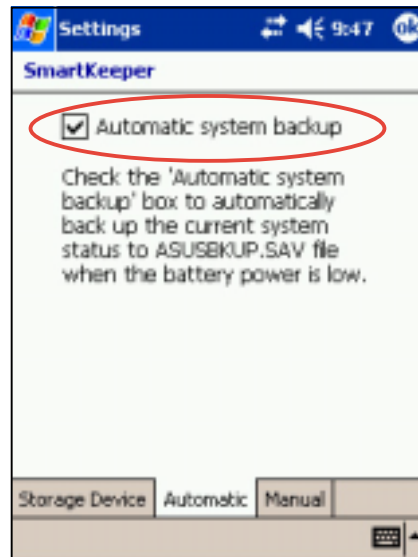 Settings 9:47 ok
SmartKeeper
Automatic system backup
Check the 'Automatic system
backup' box to automatically
back up the current system
status to ASUSBKUP.SAV file
when the battery power is low.
Storage Device Automatic Manual